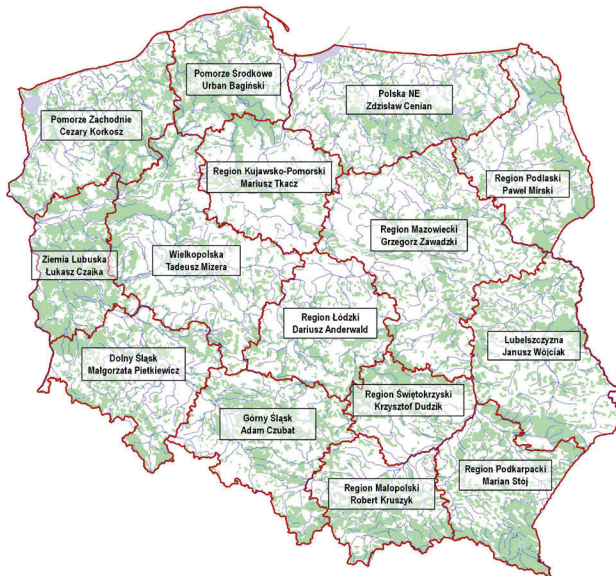 Pomorze Środkowe
Urban Bagiński
Polska NE
Zdzisław Cenian
Pomorze Zachodnie
Cezary Korkosz
Region Kujawsko-Pomorski
Mariusz Tkacz
Region Podlaski
Paweł Mirski
Region Mazowiecki
Grzegorz Zawadzki
Ziemia Lubuska
Łukasz Czajka
Wielkopolska
Tadeusz Mizera
Region Łódzki
Dariusz Anderwald
Lubelszczyzna
Janusz Wójciak
Dolny Śląsk
Małgorzata Pietkiewicz
Region Świętokrzyski
Krzysztof Dudzik
Górny Śląsk
Adam Czubat
Region Podkarpacki
Marian Stój
Region Małopolski
Robert Kruszyk